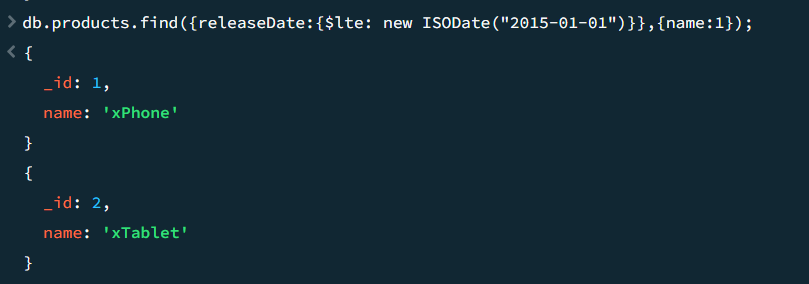 > db.products.find({releaseDate:{$lte: new ISODate("2015-01-01")}},{name:1});
< {
_id: 1,
name: 'xPhone'
}
{
_id: 2,
name: 'xTablet'
}